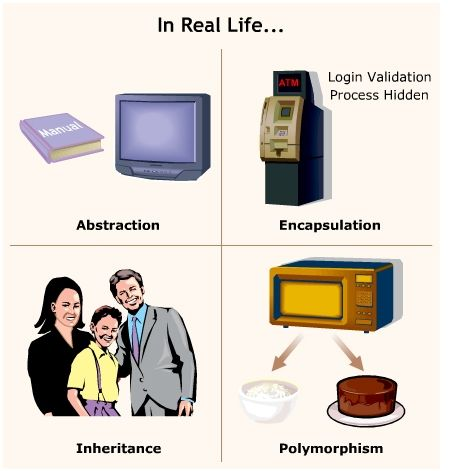 In Real Life...
Manual
Abstraction
ATM
Login Validation
Process Hidden
Encapsulation
Inheritance
Polymorphism